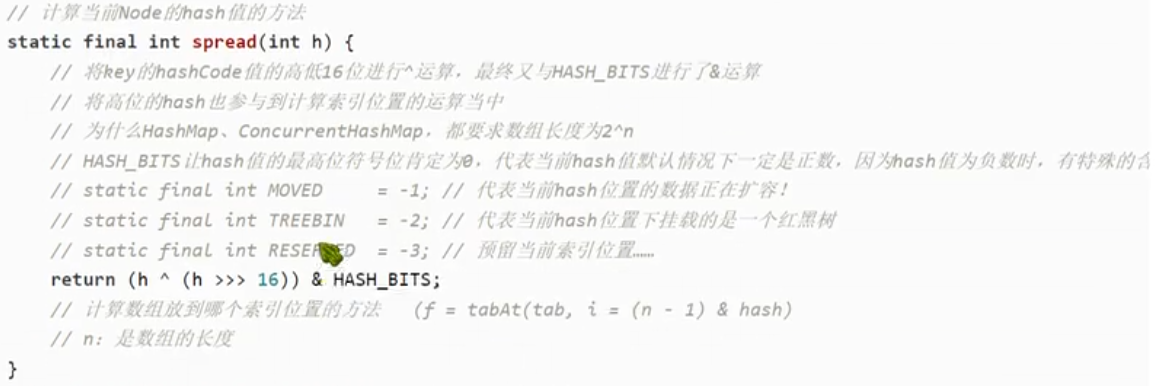 // 计算当前Node的hash值的方法
static final int spread(int h) {
// 将key的hashCode值的高低16位进行^运算，最终又与HASH_BITS进行了&运算
// 将高位的hash也参与到计算索引位置的运算当中
// 为什么HashMap、ConcurrentHashMap，都要求数组长度为2^n
// HASH_BITS让hash值的最高位符号位肯定为0，代表当前hash值默认情况下一定是正数，因为hash值为负数时，有特殊的含
// static final int MOVED     = -1; // 代表当前hash位置的数据正在扩容！
// static final int TREEBIN   = -2; // 代表当前hash位置下挂载的是一个红黑树
// static final int RESERVED  = -3; // 预留当前索引位置……
return (h ^ (h >>> 16)) & HASH_BITS;
// 计算数组放到哪个索引位置的方法   (f = tabAt(tab, i = (n - 1) & hash)
// n：是数组的长度
}